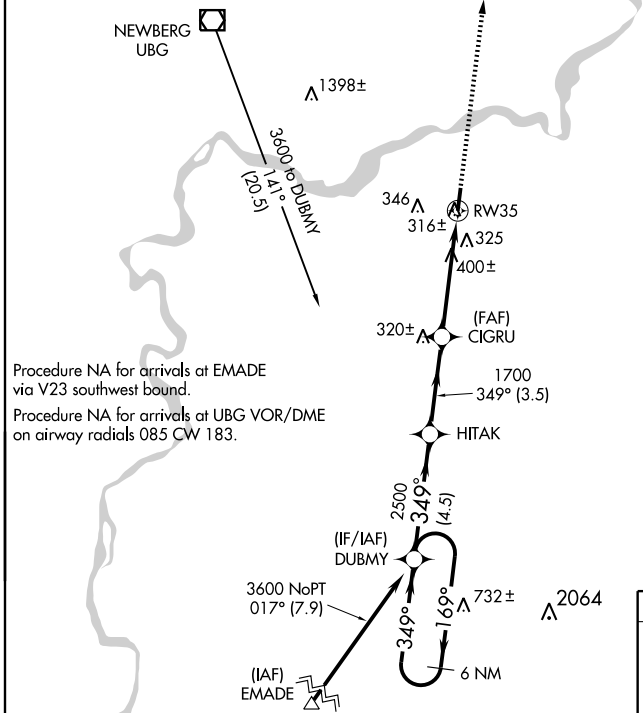 NEWBERG
UBG
1398±
3600 to DUBMY
141°
(20.5)
346
316±
RW35
325
400±
(FAF)
CIGRU
320±
Procedure NA for arrivals at EMADE
via V23 southwest bound.
Procedure NA for arrivals at UBG VOR/DME
on airway radials 085 CW 183.
1700
349° (3.5)
HITAK
2500
349°
(4.5)
(IF/IAF)
DUBMY
3600 NoPT
017° (7.9)
349°
169°
732±
2064
6 NM
(IAF)
EMADE